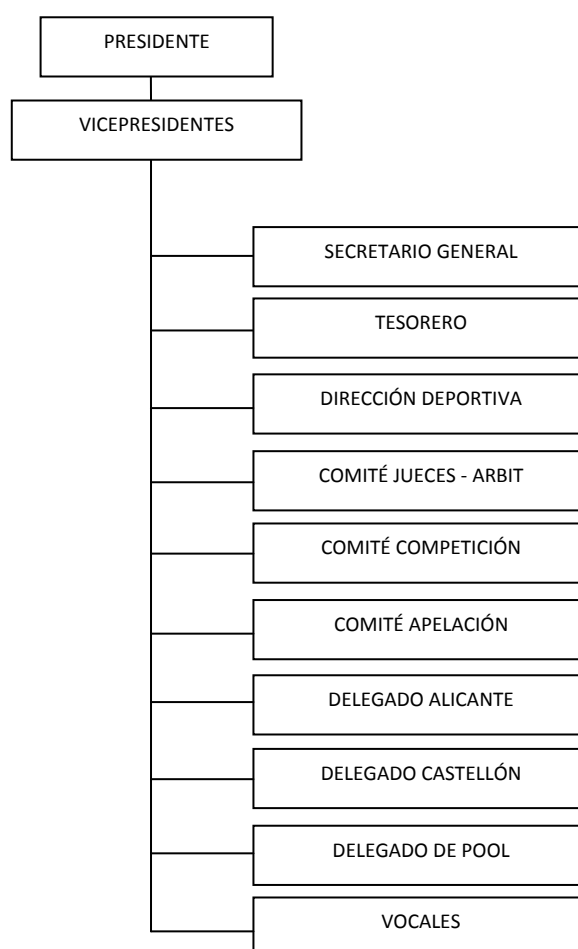 PRESIDENTE
VICEPRESIDENTES
SECRETARIO GENERAL
TESORERO
DIRECCIÓN DEPORTIVA
COMITÉ JUECES - ARBIT
COMITÉ COMPETICIÓN
COMITÉ APELACIÓN
DELEGADO ALICANTE
DELEGADO CASTELLÓN
DELEGADO DE POOL
VOCALES